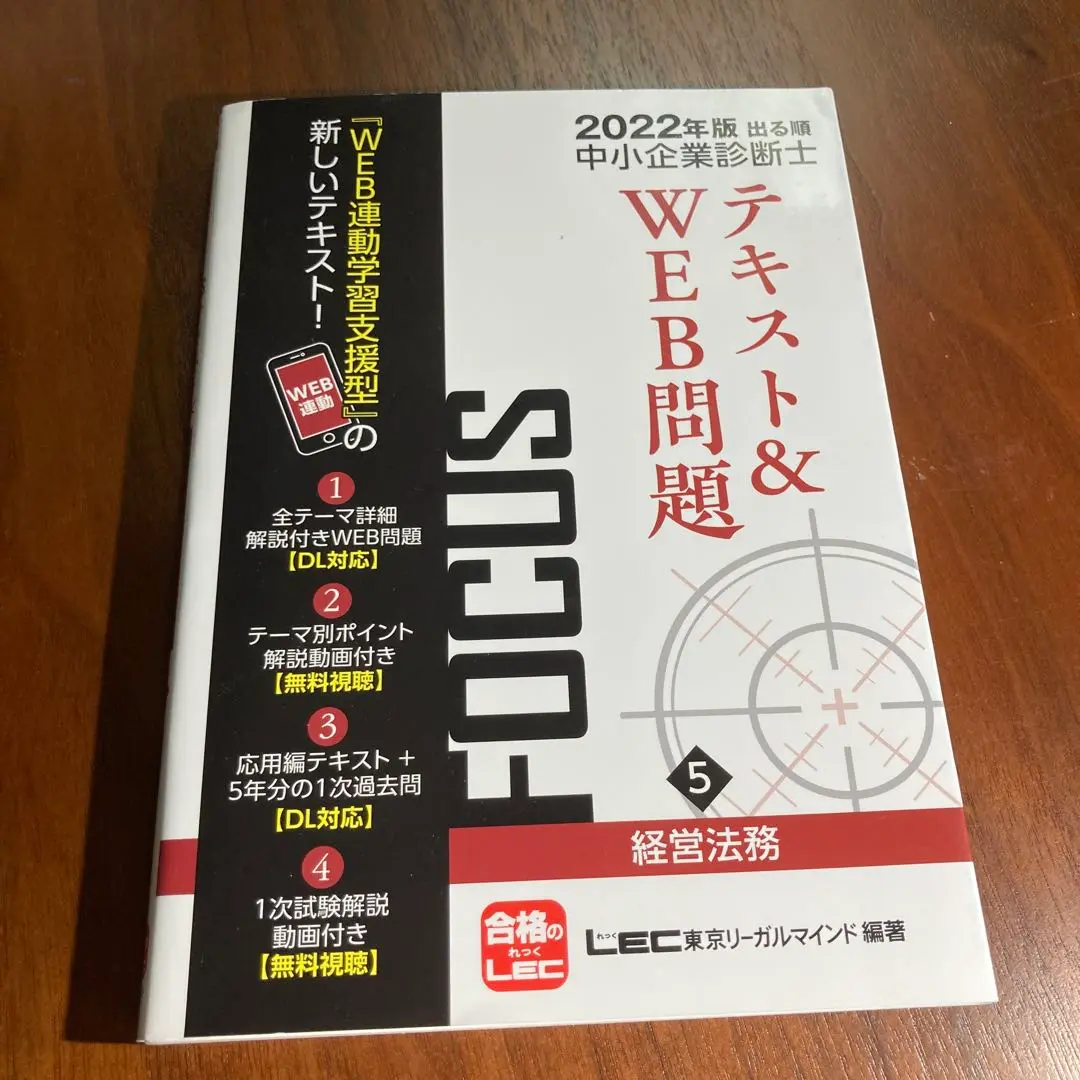 2022年版 出る順
中小企業診断士
テキスト&
WEB問題
FOCUS
5
経営法務
合格の
れっく
LEC
れっく
LEC東京リーガルマインド 編著
『WEB連動学習支援型』の
新しいテキスト!
WEB
連動
1
全テーマ詳細
解説付きWEB問題
【DL対応】
2
テーマ別ポイント
解説動画付き
【無料視聴】
3
応用編テキスト +
5年分の1次過去問
【DL対応】
4
1次試験解説
動画付き
【無料視聴】